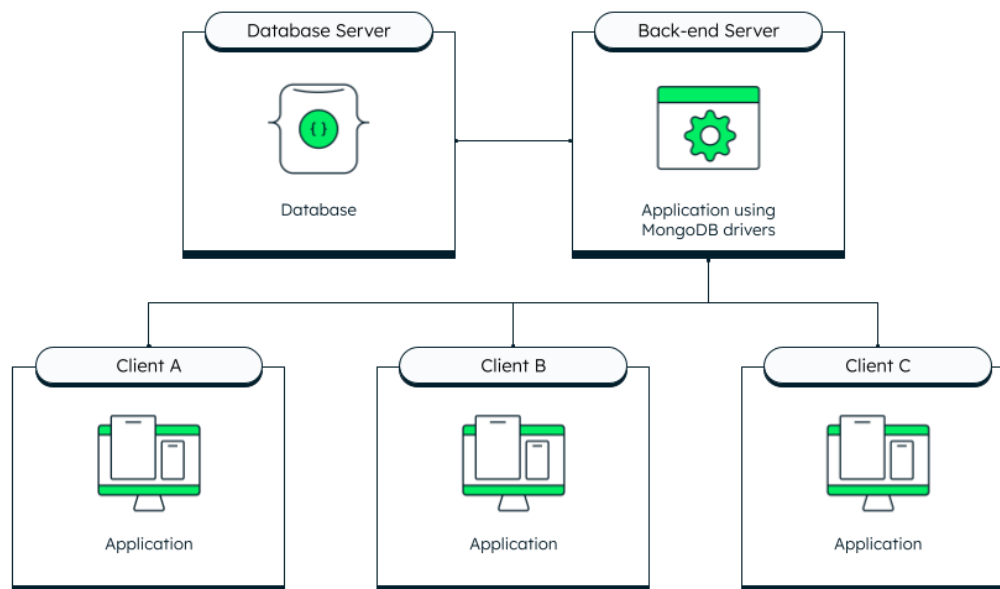 Database Server
Back-end Server
{ }
Database
Application using
MongoDB drivers
Client A
Client B
Client C
Application
Application
Application